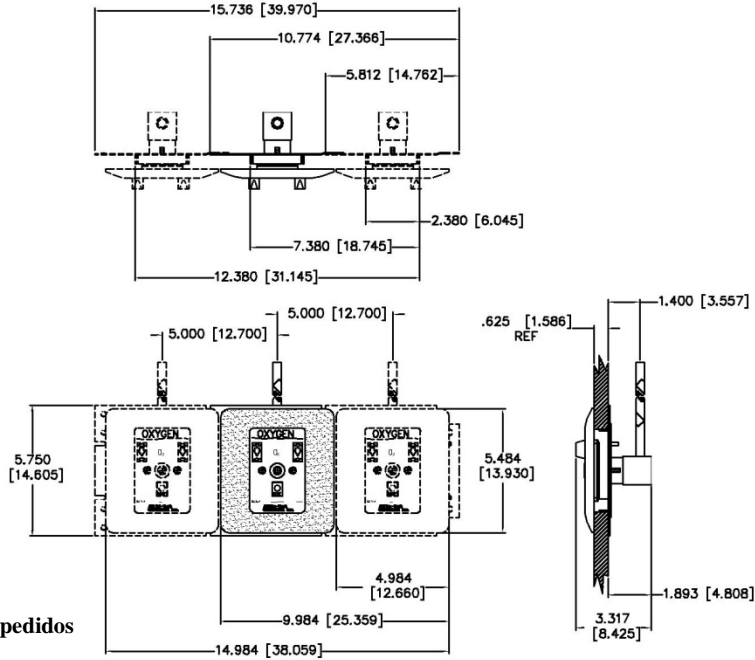 15.736 [39.970]
10.774 [27.366]
5.812 [14.762]
2.380 [6.045]
7.380 [18.745]
12.380 [31.145]
5.000 [12.700]
5.000 [12.700]
.625 [1.586]
REF
1.400 [3.557]
5.750
[14.605]
OXYGEN
O₂
OXYGEN
O₂
OXYGEN
O₂
5.484
[13.930]
4.984
[12.660]
9.984 [25.359]
14.984 [38.059]
1.893 [4.808]
3.317
[8.425]
pedidos